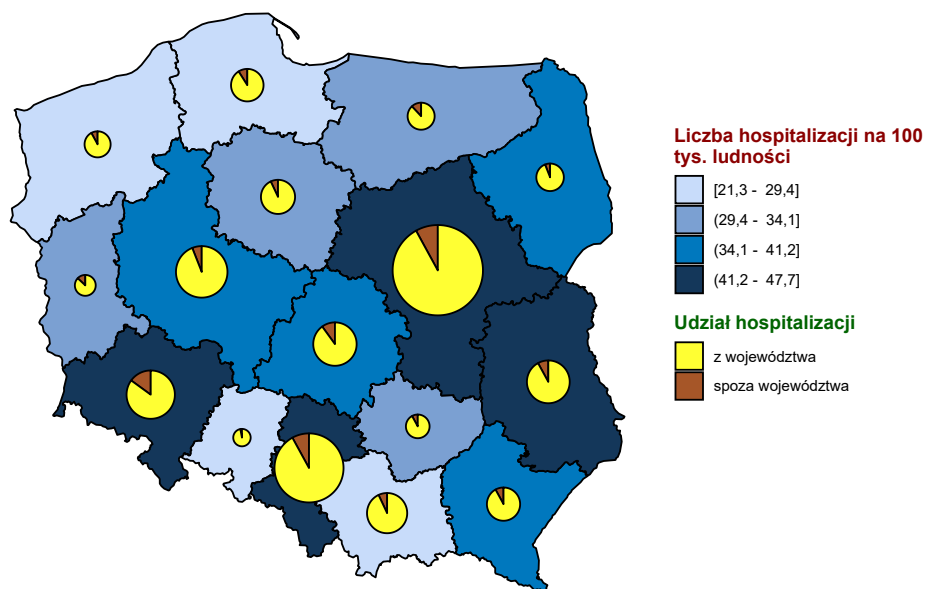 Liczba hospitalizacji na 100
tys. ludności
[21,3 - 29,4]
(29,4 - 34,1]
(34,1 - 41,2]
(41,2 - 47,7]
Udział hospitalizacji
z województwa
spoza województwa